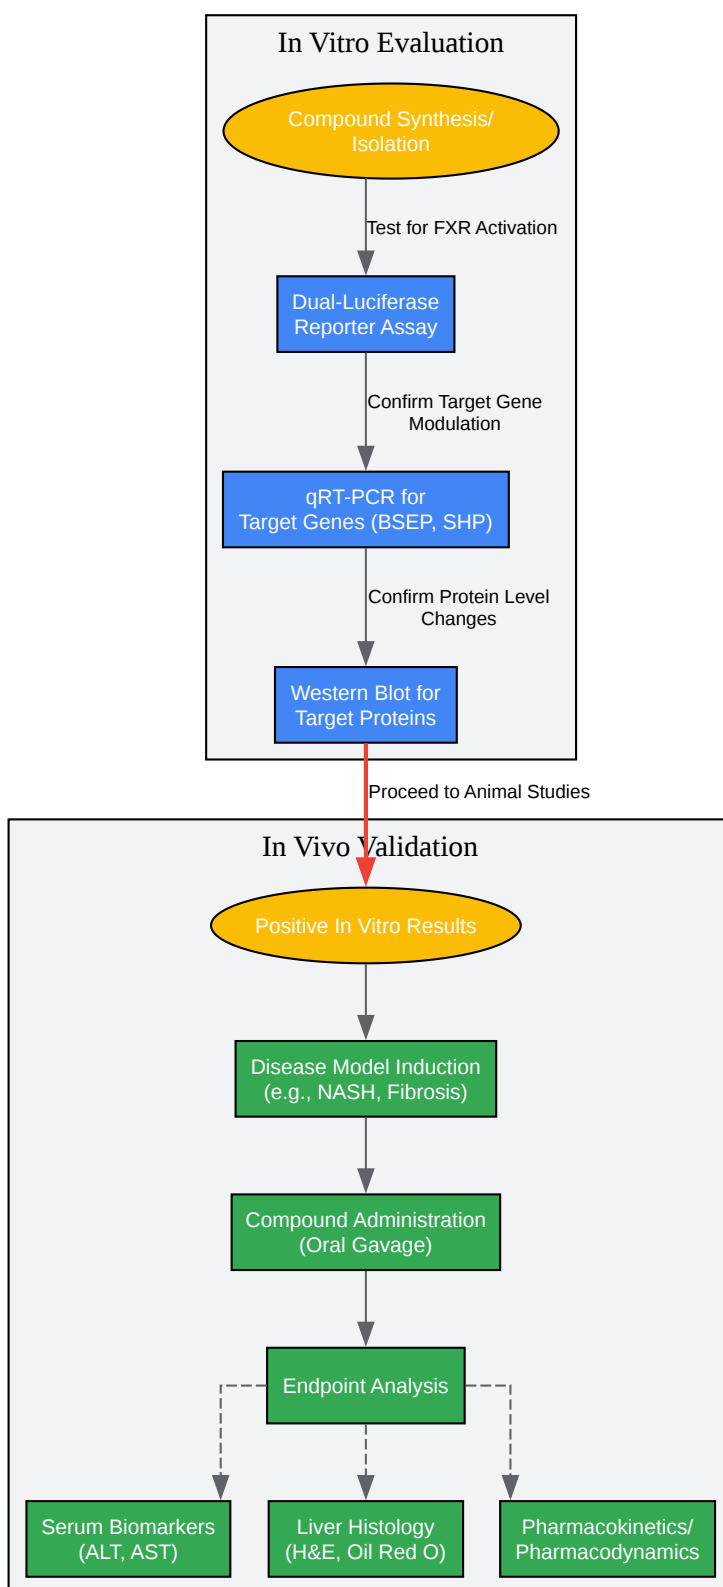 In Vitro Evaluation
Compound Synthesis/
Isolation
Test for FXR Activation
Dual-Luciferase
Reporter Assay
Confirm Target Gene
Modulation
qRT-PCR for
Target Genes (BSEP, SHP)
Confirm Protein Level
Changes
Western Blot for
Target Proteins
Proceed to Animal Studies
In Vivo Validation
Positive In Vitro Results
Disease Model Induction
(e.g., NASH, Fibrosis)
Compound Administration
(Oral Gavage)
Endpoint Analysis
Serum Biomarkers
(ALT, AST)
Liver Histology
(H&E, Oil Red O)
Pharmacokinetics/
Pharmacodynamics